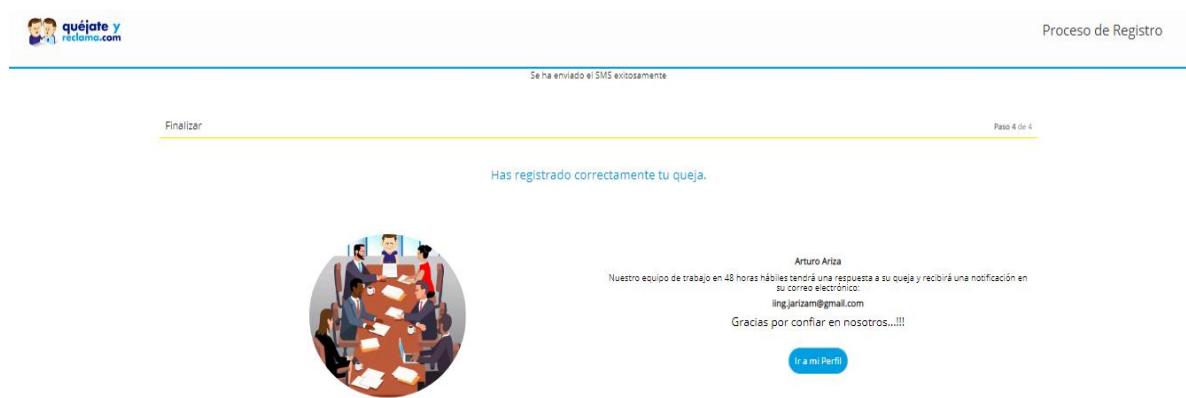 quéjate y
reclama.com
Proceso de Registro
Se ha enviado el SMS exitosamente
Finalizar
Paso 4 de 4
Has registrado correctamente tu queja.
Arturo Ariza
Nuestro equipo de trabajo en 48 horas hábiles tendrá una respuesta a su queja y recibirá una notificación en
su correo electrónico:
iing.jarizam@gmail.com
Gracias por confiar en nosotros...!!!
Ir a mi Perfil